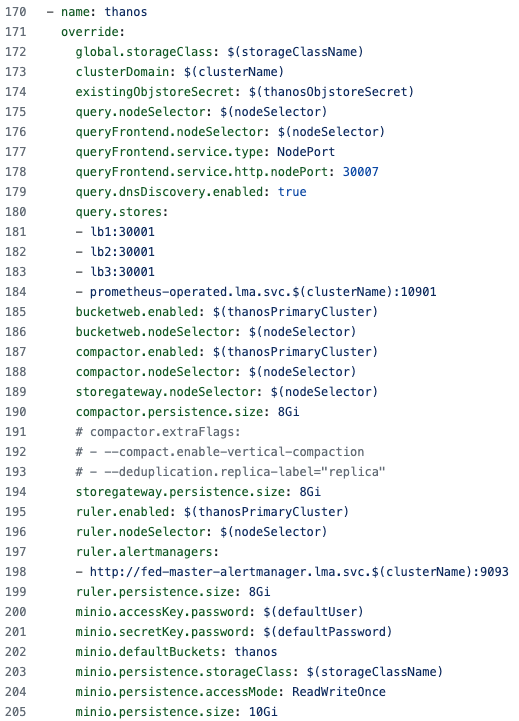 170 - name: thanos
171 override:
172 global.storageClass: $(storageClassName)
173 clusterDomain: $(clusterName)
174 existingObjstoreSecret: $(thanosObjstoreSecret)
175 query.nodeSelector: $(nodeSelector)
176 queryFrontend.nodeSelector: $(nodeSelector)
177 queryFrontend.service.type: NodePort
178 queryFrontend.service.http.nodePort: 30007
179 query.dnsDiscovery.enabled: true
180 query.stores:
181 - lb1:30001
182 - lb2:30001
183 - lb3:30001
184 - prometheus-operated.lma.svc.$(clusterName):10901
185 bucketweb.enabled: $(thanosPrimaryCluster)
186 bucketweb.nodeSelector: $(nodeSelector)
187 compactor.enabled: $(thanosPrimaryCluster)
188 compactor.nodeSelector: $(nodeSelector)
189 storegateway.nodeSelector: $(nodeSelector)
190 compactor.persistence.size: 8Gi
191 # compactor.extraFlags:
192 # - --compact.enable-vertical-compaction
193 # - --deduplication.replica-label="replica"
194 storegateway.persistence.size: 8Gi
195 ruler.enabled: $(thanosPrimaryCluster)
196 ruler.nodeSelector: $(nodeSelector)
197 ruler.alertmanagers:
198 - http://fed-master-alertmanager.lma.svc.$(clusterName):9093
199 ruler.persistence.size: 8Gi
200 minio.accessKey.password: $(defaultUser)
201 minio.secretKey.password: $(defaultPassword)
202 minio.defaultBuckets: thanos
203 minio.persistence.storageClass: $(storageClassName)
204 minio.persistence.accessMode: ReadWriteOnce
205 minio.persistence.size: 10Gi